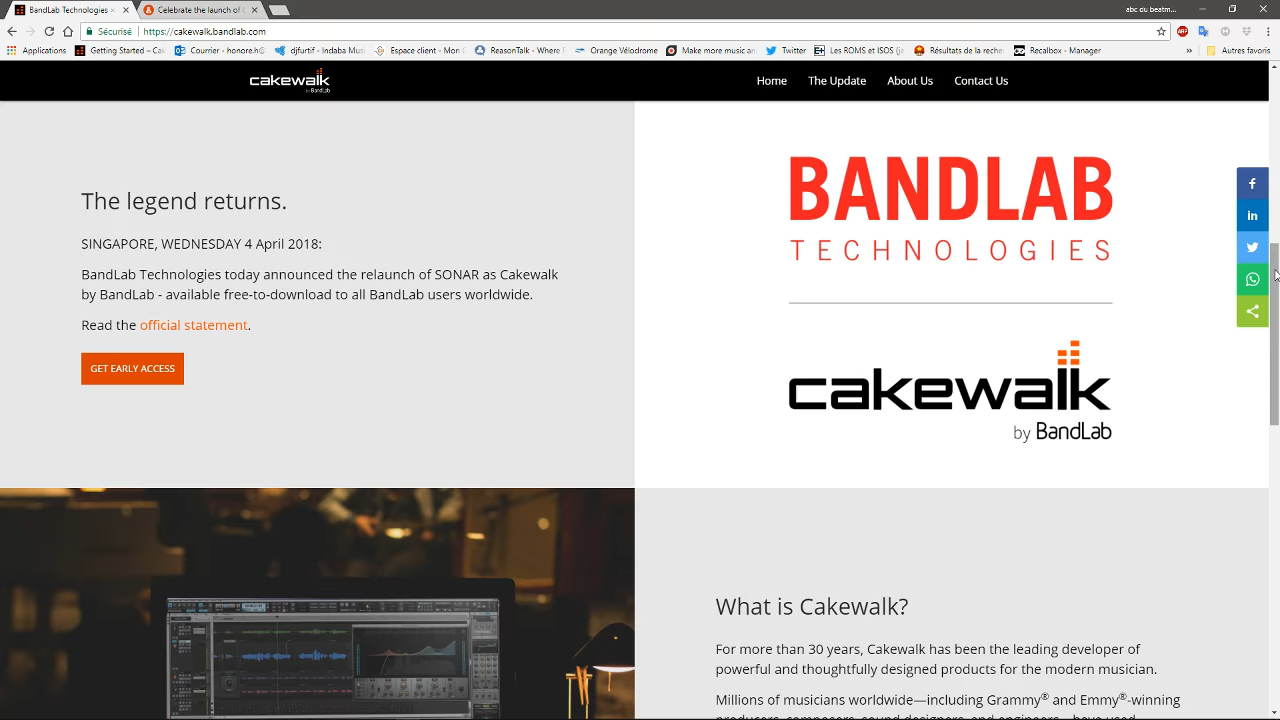 BandLab Technologies
Celebrate the launch of C
abc du bea...
Sécurisé
https://cakewalk.bandlab.com
Applications
Getting Started – Cak
Courier - honore.h@
djfurtif - Indaba Musi
Espace client - Mon C
ReasonTalk - Where R
Orange Vélodrome
Make more music at
Twitter
Les ROMS et ISOS (je
Résultats de la reche
Recalbox - Manager
»
Autres favoris
cakewalk
by BandLab
Home
The Update
About Us
Contact Us
The legend returns.
SINGAPORE, WEDNESDAY 4 April 2018:
BandLab Technologies today announced the relaunch of SONAR as Cakewalk
by BandLab - available free-to-download to all BandLab users worldwide.
Read the official statement.
GET EARLY ACCESS
BANDLAB
TECHNOLOGIES
cakewalk
by BandLab
What is Cakewalk?
For more than 30 years, Cakewalk has been the leading developer of
powerful and thoughtfully designed products for the modern musician.
Millions of musicians worldwide—including Grammy® and Emmy®-winning